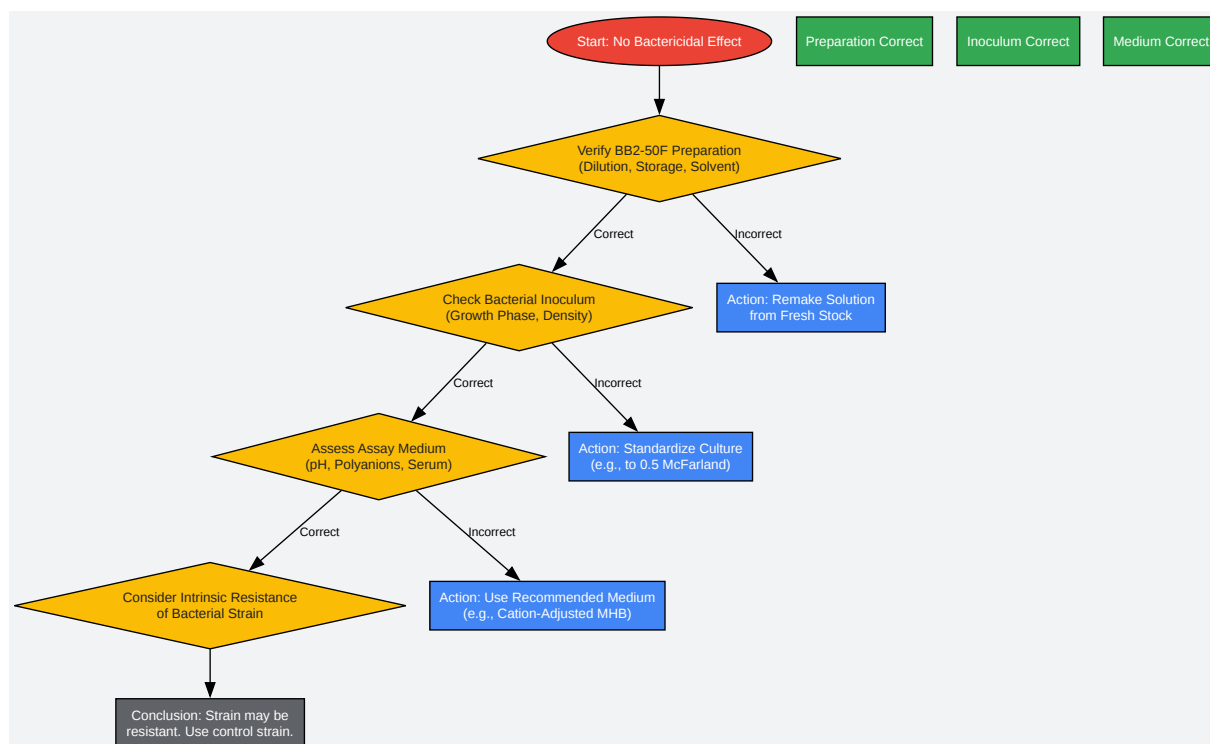 Start: No Bactericidal Effect
Preparation Correct
Inoculum Correct
Medium Correct
Verify BB2-50F Preparation
(Dilution, Storage, Solvent)
Correct
Incorrect
Check Bacterial Inoculum
(Growth Phase, Density)
Action: Remake Solution
from Fresh Stock
Correct
Incorrect
Assess Assay Medium
(pH, Polyanions, Serum)
Action: Standardize Culture
(e.g., to 0.5 McFarland)
Correct
Incorrect
Consider Intrinsic Resistance
of Bacterial Strain
Action: Use Recommended Medium
(e.g., Cation-Adjusted MHB)
Conclusion: Strain may be
resistant. Use control strain.